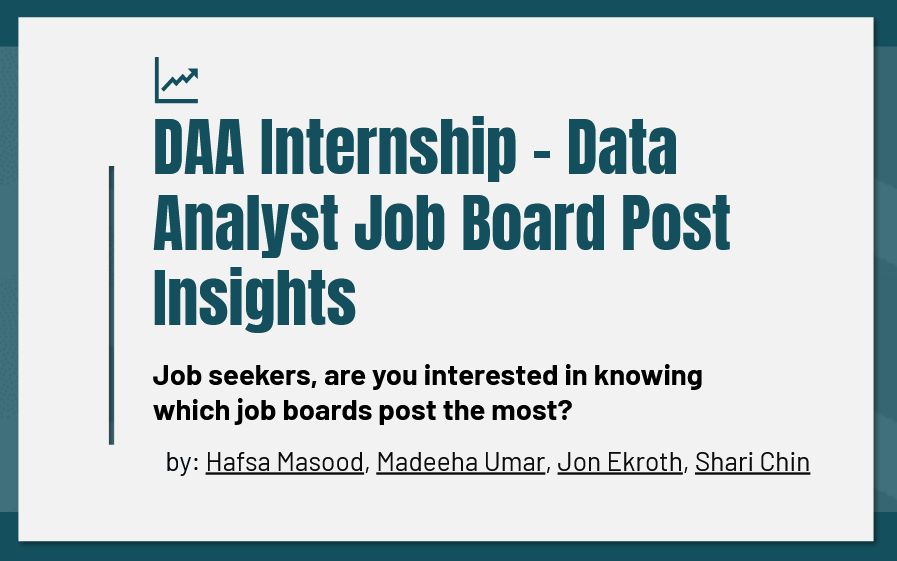 DAA Internship - Data
Analyst Job Board Post
Insights
Job seekers, are you interested in knowing
which job boards post the most?
by: Hafsa Masood, Madeeha Umar, Jon Ekroth, Shari Chin